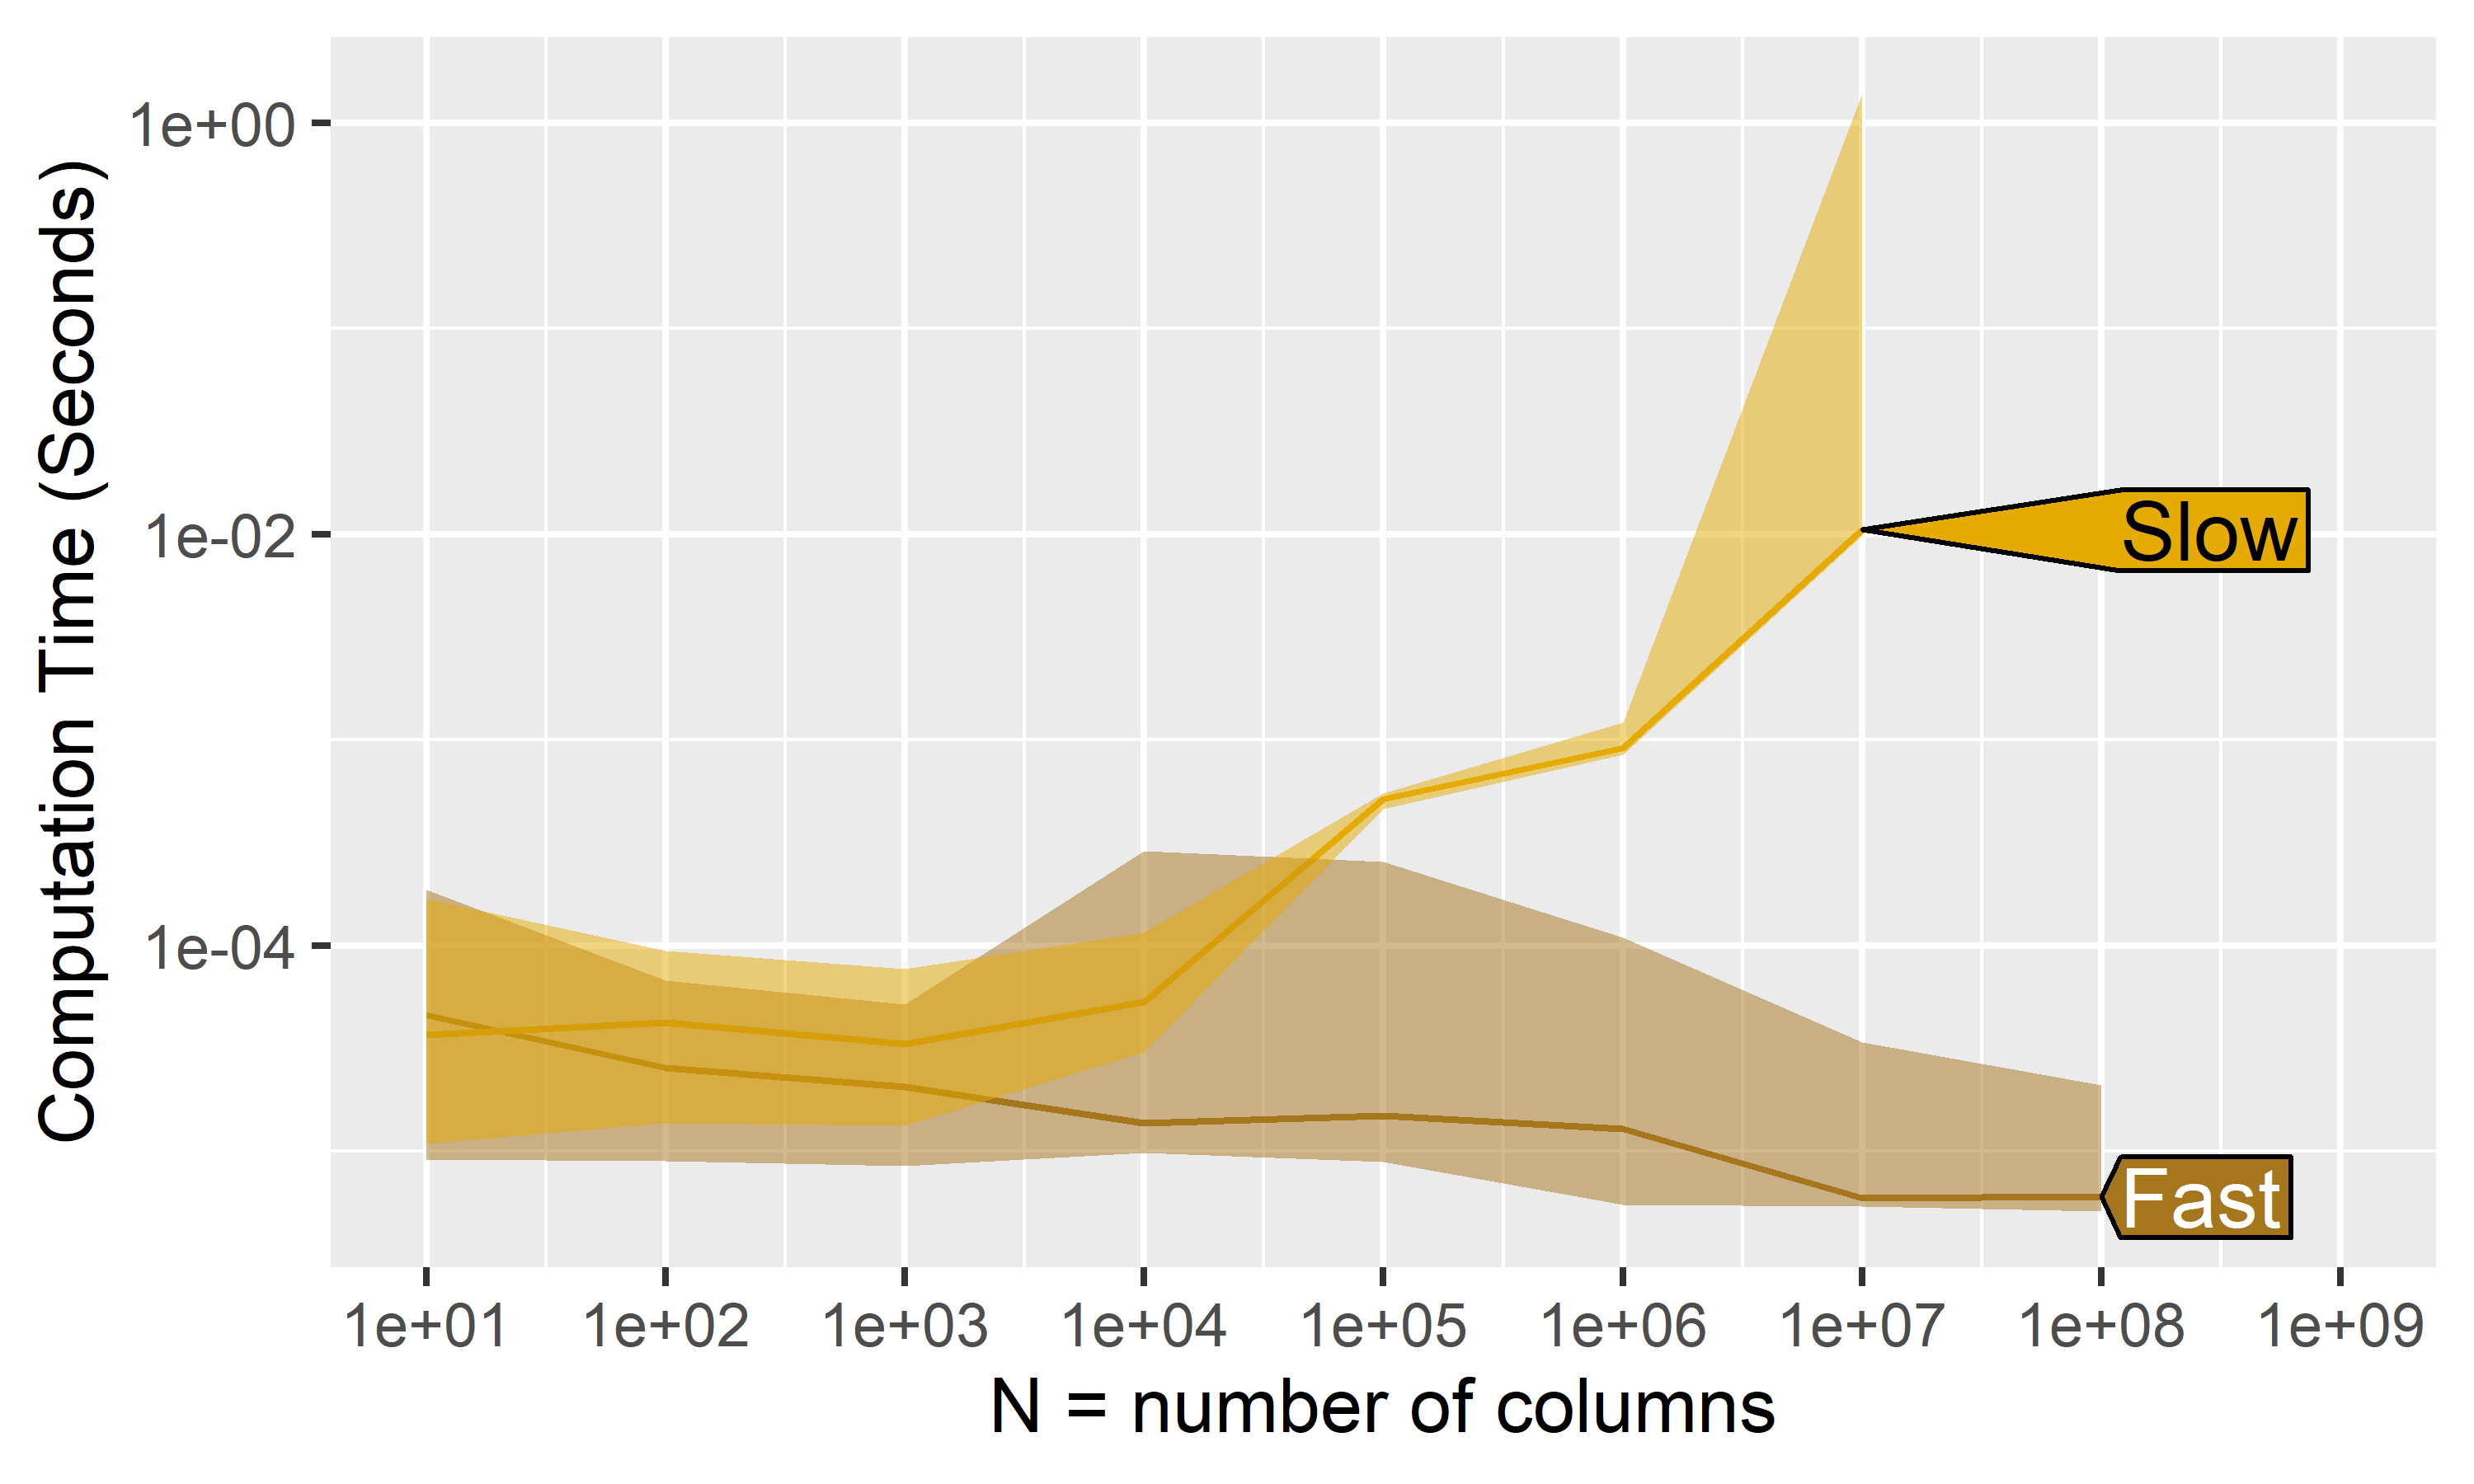 Computation Time (Seconds)
1e+00
1e-02
1e-04
Slow
Fast
1e+01 1e+02 1e+03 1e+04 1e+05 1e+06 1e+07 1e+08 1e+09
N = number of columns